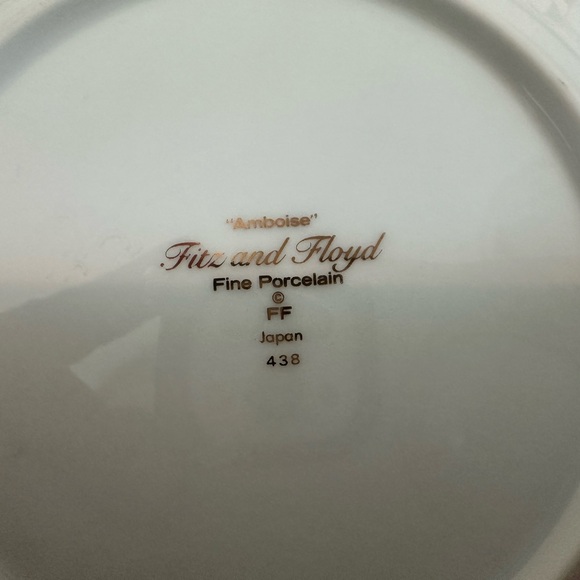 "Amboise"
Fitz and Floyd
Fine Porcelain
©
FF
Japan
438